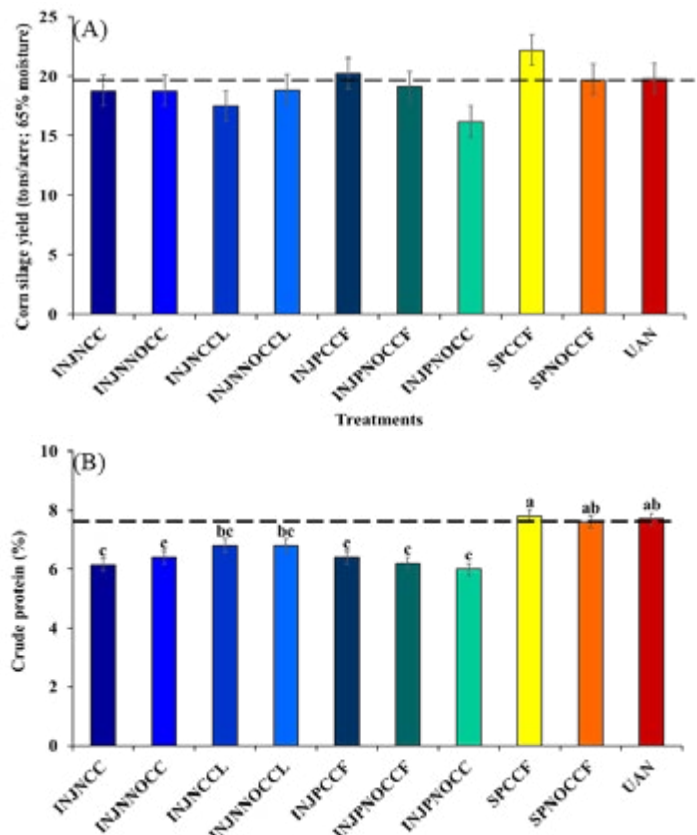 (A)
Corn silage yield (tons/acre; 65% moisture)
25
20
15
10
5
0
INJNCC
INJNNOCC
INJNCCL
INJNNOCCL
INJPCCF
INJPNOCCF
INJPNOCC
SPCCF
SPNOCCF
UAN
Treatments
(B)
Crude protein (%)
10
8
6
4
2
0
c
c
bc
bc
c
c
c
a
ab
ab
INJNCC
INJNNOCC
INJNCCL
INJNNOCCL
INJPCCF
INJPNOCCF
INJPNOCC
SPCCF
SPNOCCF
UAN